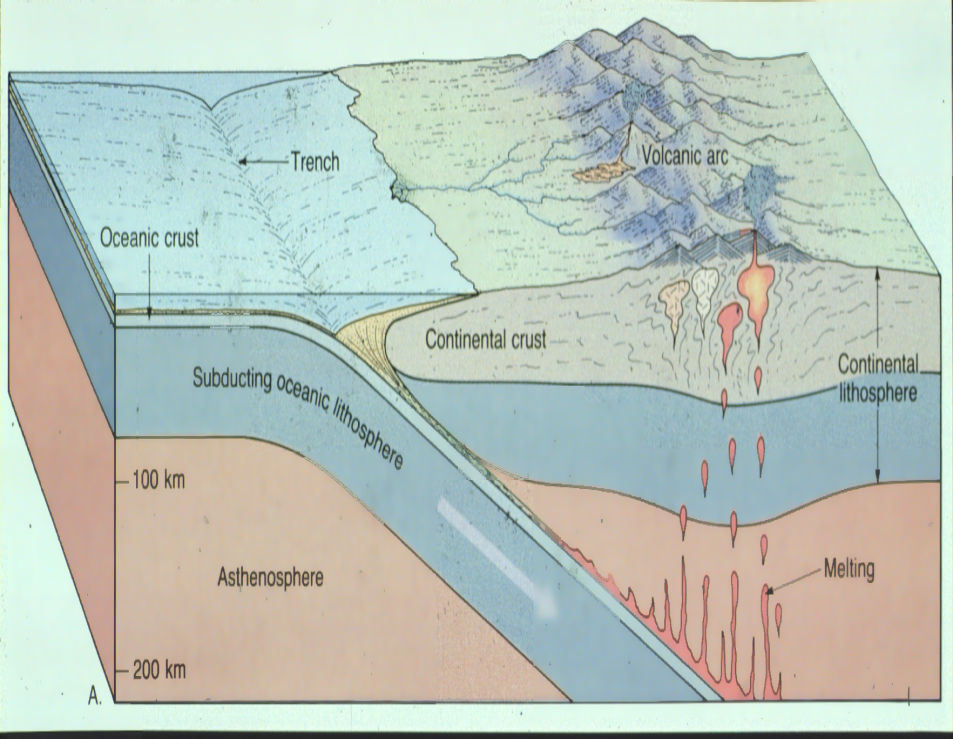 Trench
Volcanic arc
Oceanic crust
Continental crust
Continental
lithosphere
Subducting oceanic lithosphere
100 km
Asthenosphere
Melting
200 km
A.